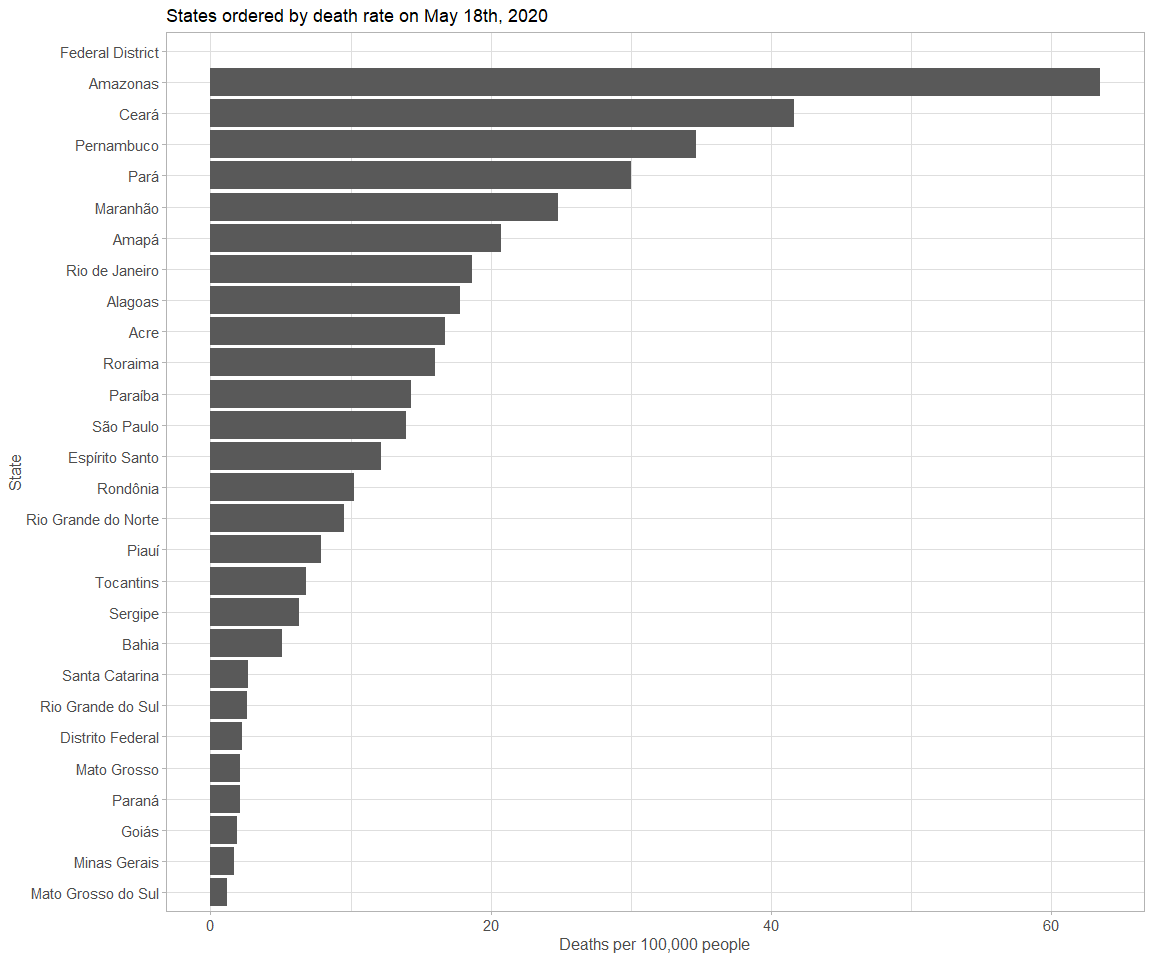 States ordered by death rate on May 18th, 2020
Federal District
Amazonas
Ceará
Pernambuco
Pará
Maranhão
Amapá
Rio de Janeiro
Alagoas
Acre
Roraima
Paraíba
São Paulo
Espírito Santo
Rondônia
Rio Grande do Norte
Piauí
Tocantins
Sergipe
Bahia
Santa Catarina
Rio Grande do Sul
Distrito Federal
Mato Grosso
Paraná
Goiás
Minas Gerais
Mato Grosso do Sul
State
0 20 40 60
Deaths per 100,000 people